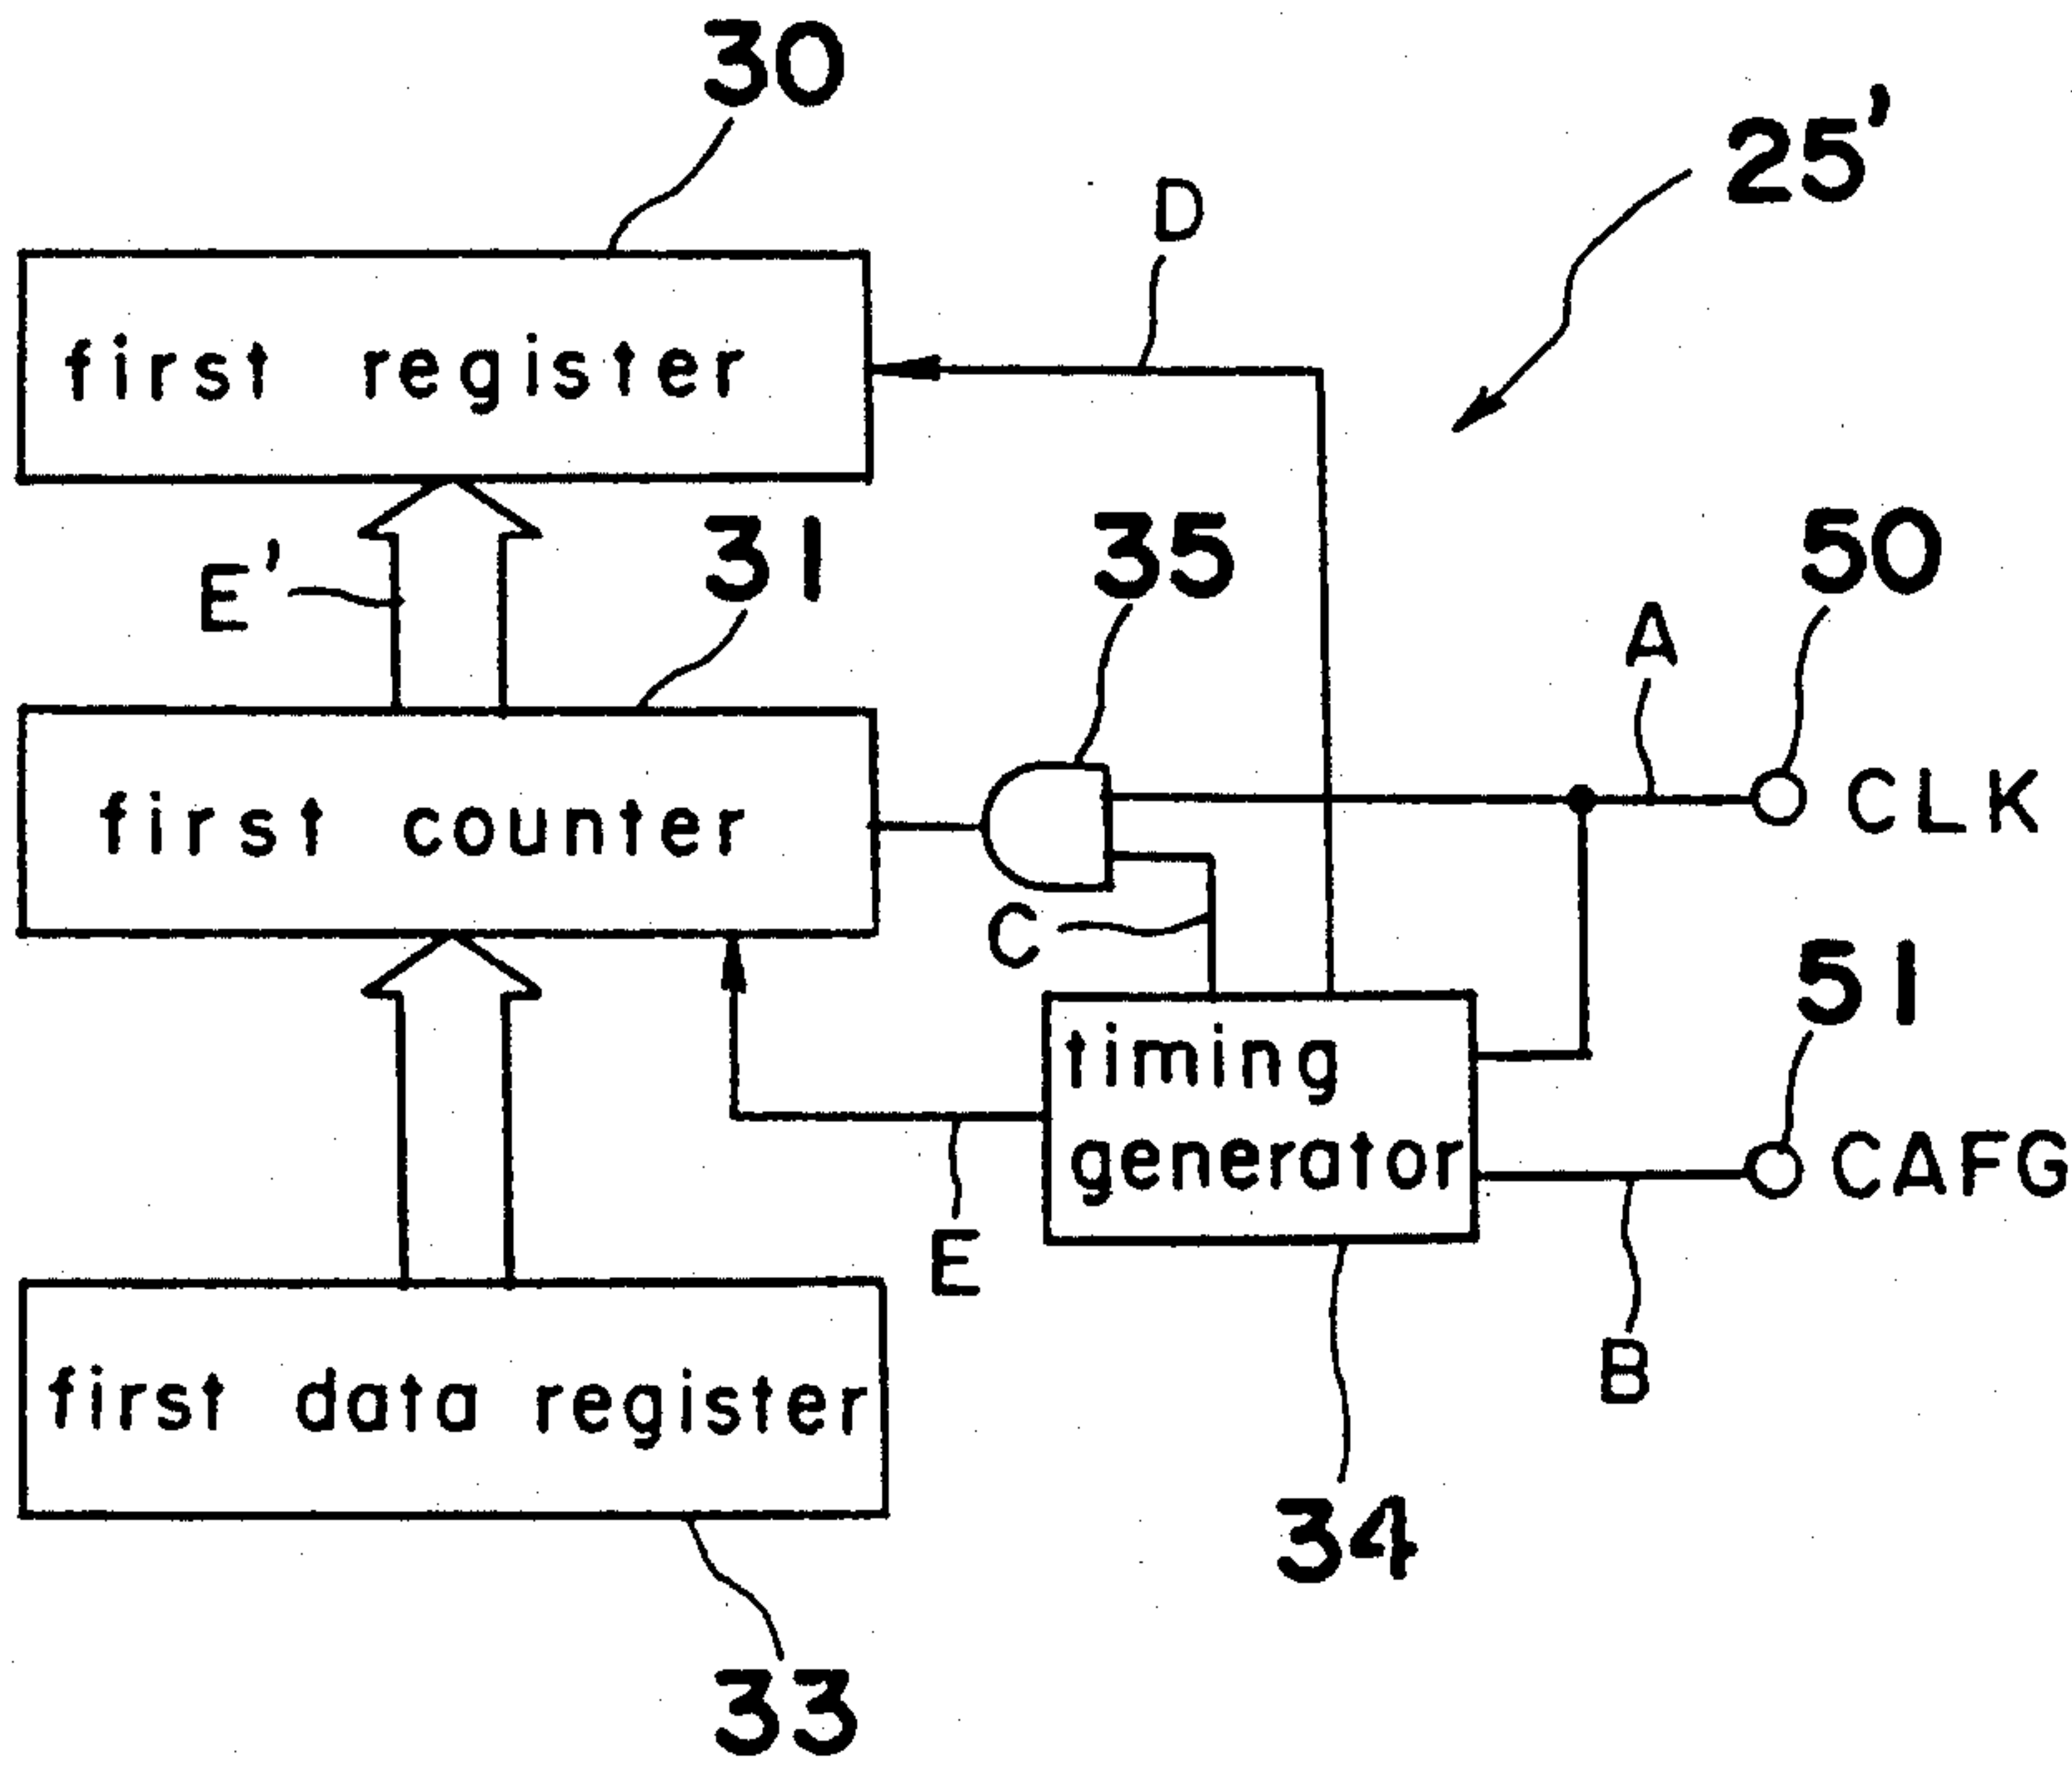 30
25'
D
first register
31
35
50
E'
A
first counter
CLK
C
51
timing
generator
CAFG
E
B
first data register
34
33